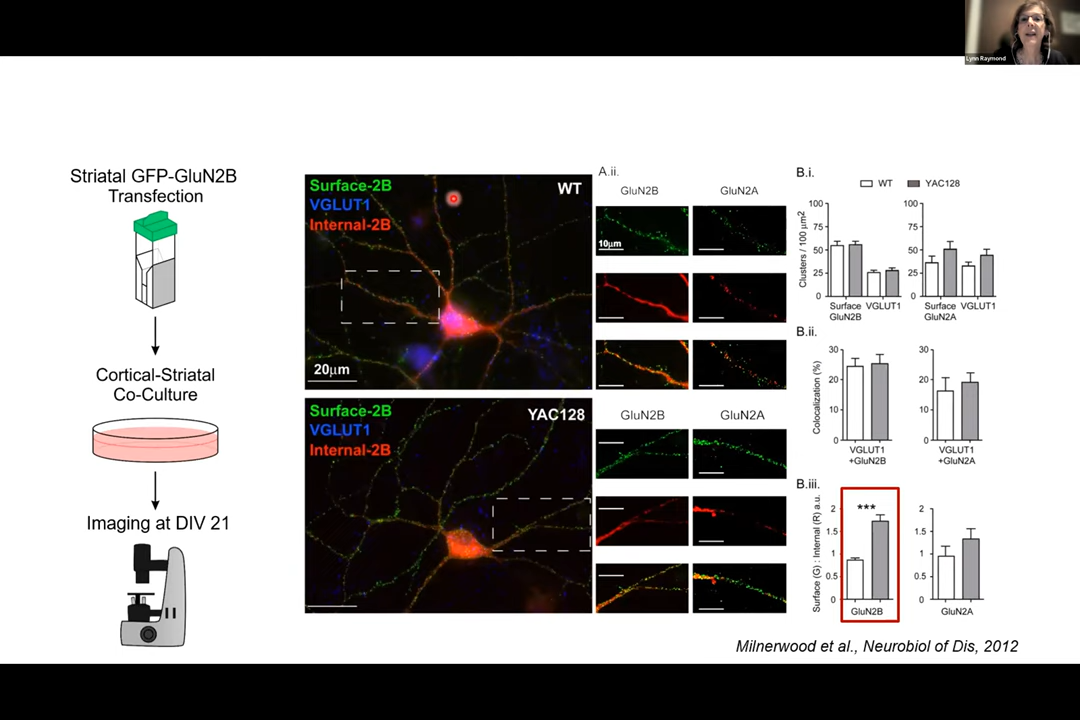 Lynn Raymond
Striatal GFP-GluN2B
Transfection
Cortical-Striatal
Co-Culture
Imaging at DIV 21
Surface-2B
VGLUT1
Internal-2B
WT
20μm
Surface-2B
VGLUT1
Internal-2B
YAC128
A.ii.
GluN2B
GluN2A
10μm
GluN2B
GluN2A
B.i.
WT
YAC128
Clusters / 100 μm²
100
75
50
25
0
Surface
GluN2B
VGLUT1
100
75
50
25
0
Surface
GluN2A
VGLUT1
B.ii.
Colocalization (%)
30
20
10
0
VGLUT1
+GluN2B
30
20
10
0
VGLUT1
+GluN2A
B.iii.
Surface (G) : Internal (R) a.u.
2
1.5
1
0.5
0
***
GluN2B
2
1.5
1
0.5
0
GluN2A
Milnerwood et al., Neurobiol of Dis, 2012